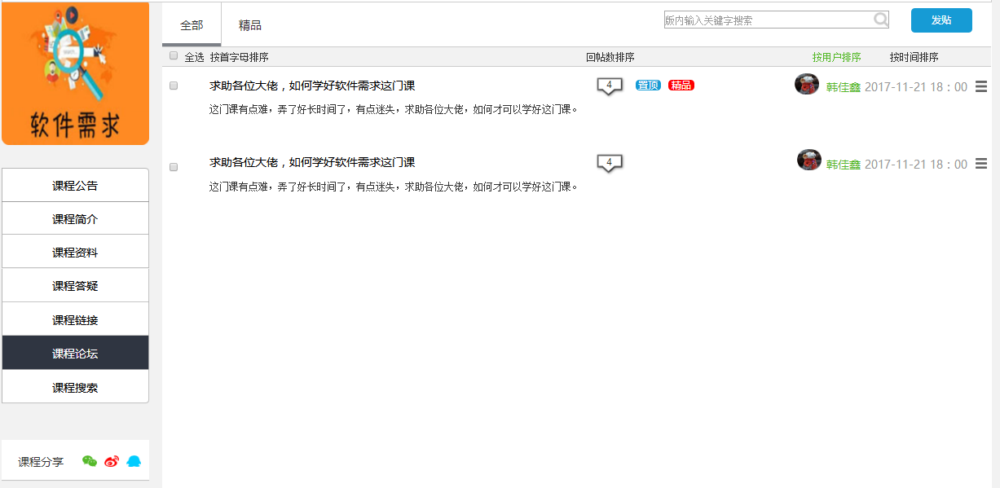 软件需求
课程公告
课程简介
课程资料
课程答疑
课程链接
课程论坛
课程搜索
课程分享
全部 精品 版内输入关键字搜索 发贴
全选 按首字母排序 回帖数排序 按用户排序 按时间排序
求助各位大佬，如何学好软件需求这门课 4 置顶 精品 韩佳鑫 2017-11-21 18：00
这门课有点难，弄了好长时间了，有点迷失，求助各位大佬，如何才可以学好这门课。
求助各位大佬，如何学好软件需求这门课 4 韩佳鑫 2017-11-21 18：00
这门课有点难，弄了好长时间了，有点迷失，求助各位大佬，如何才可以学好这门课。